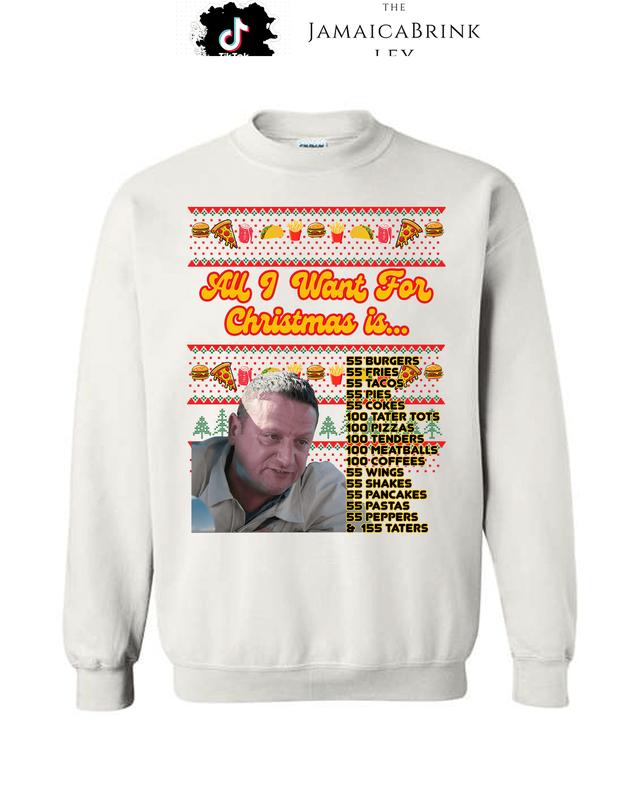 TikTok
THE
JAMAICABRINK
LEY
All I Want For
Christmas is...
55 BURGERS
55 FRIES
55 TACOS
55 PIES
55 COKES
100 TATER TOTS
100 PIZZAS
100 TENDERS
100 MEATBALLS
100 COFFEES
55 WINGS
55 SHAKES
55 PANCAKES
55 PASTAS
55 PEPPERS
& 155 TATERS